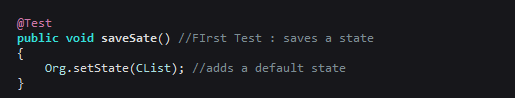 @Test
public void saveSate() //FIrst Test : saves a state
{
Org.setState(CList); //adds a default state
}